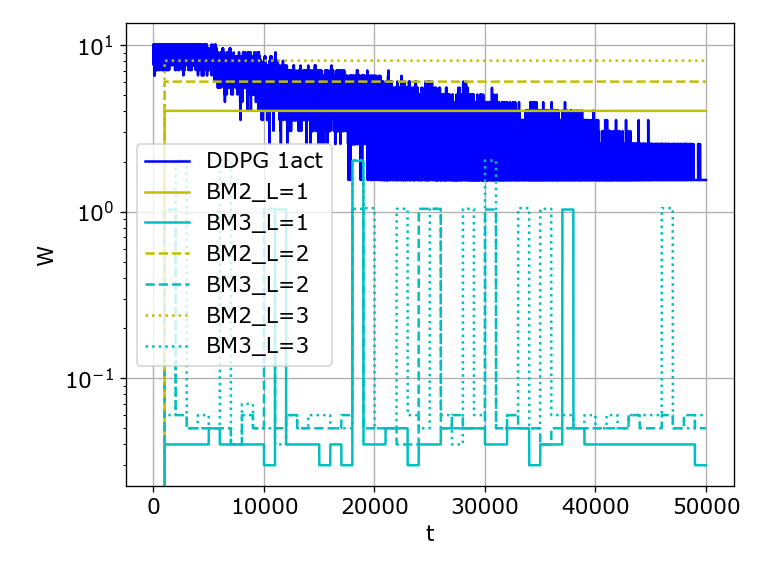 10¹
10⁰
10⁻¹
W
DDPG 1act
BM2_L=1
BM3_L=1
BM2_L=2
BM3_L=2
BM2_L=3
BM3_L=3
0 10000 20000 30000 40000 50000
t